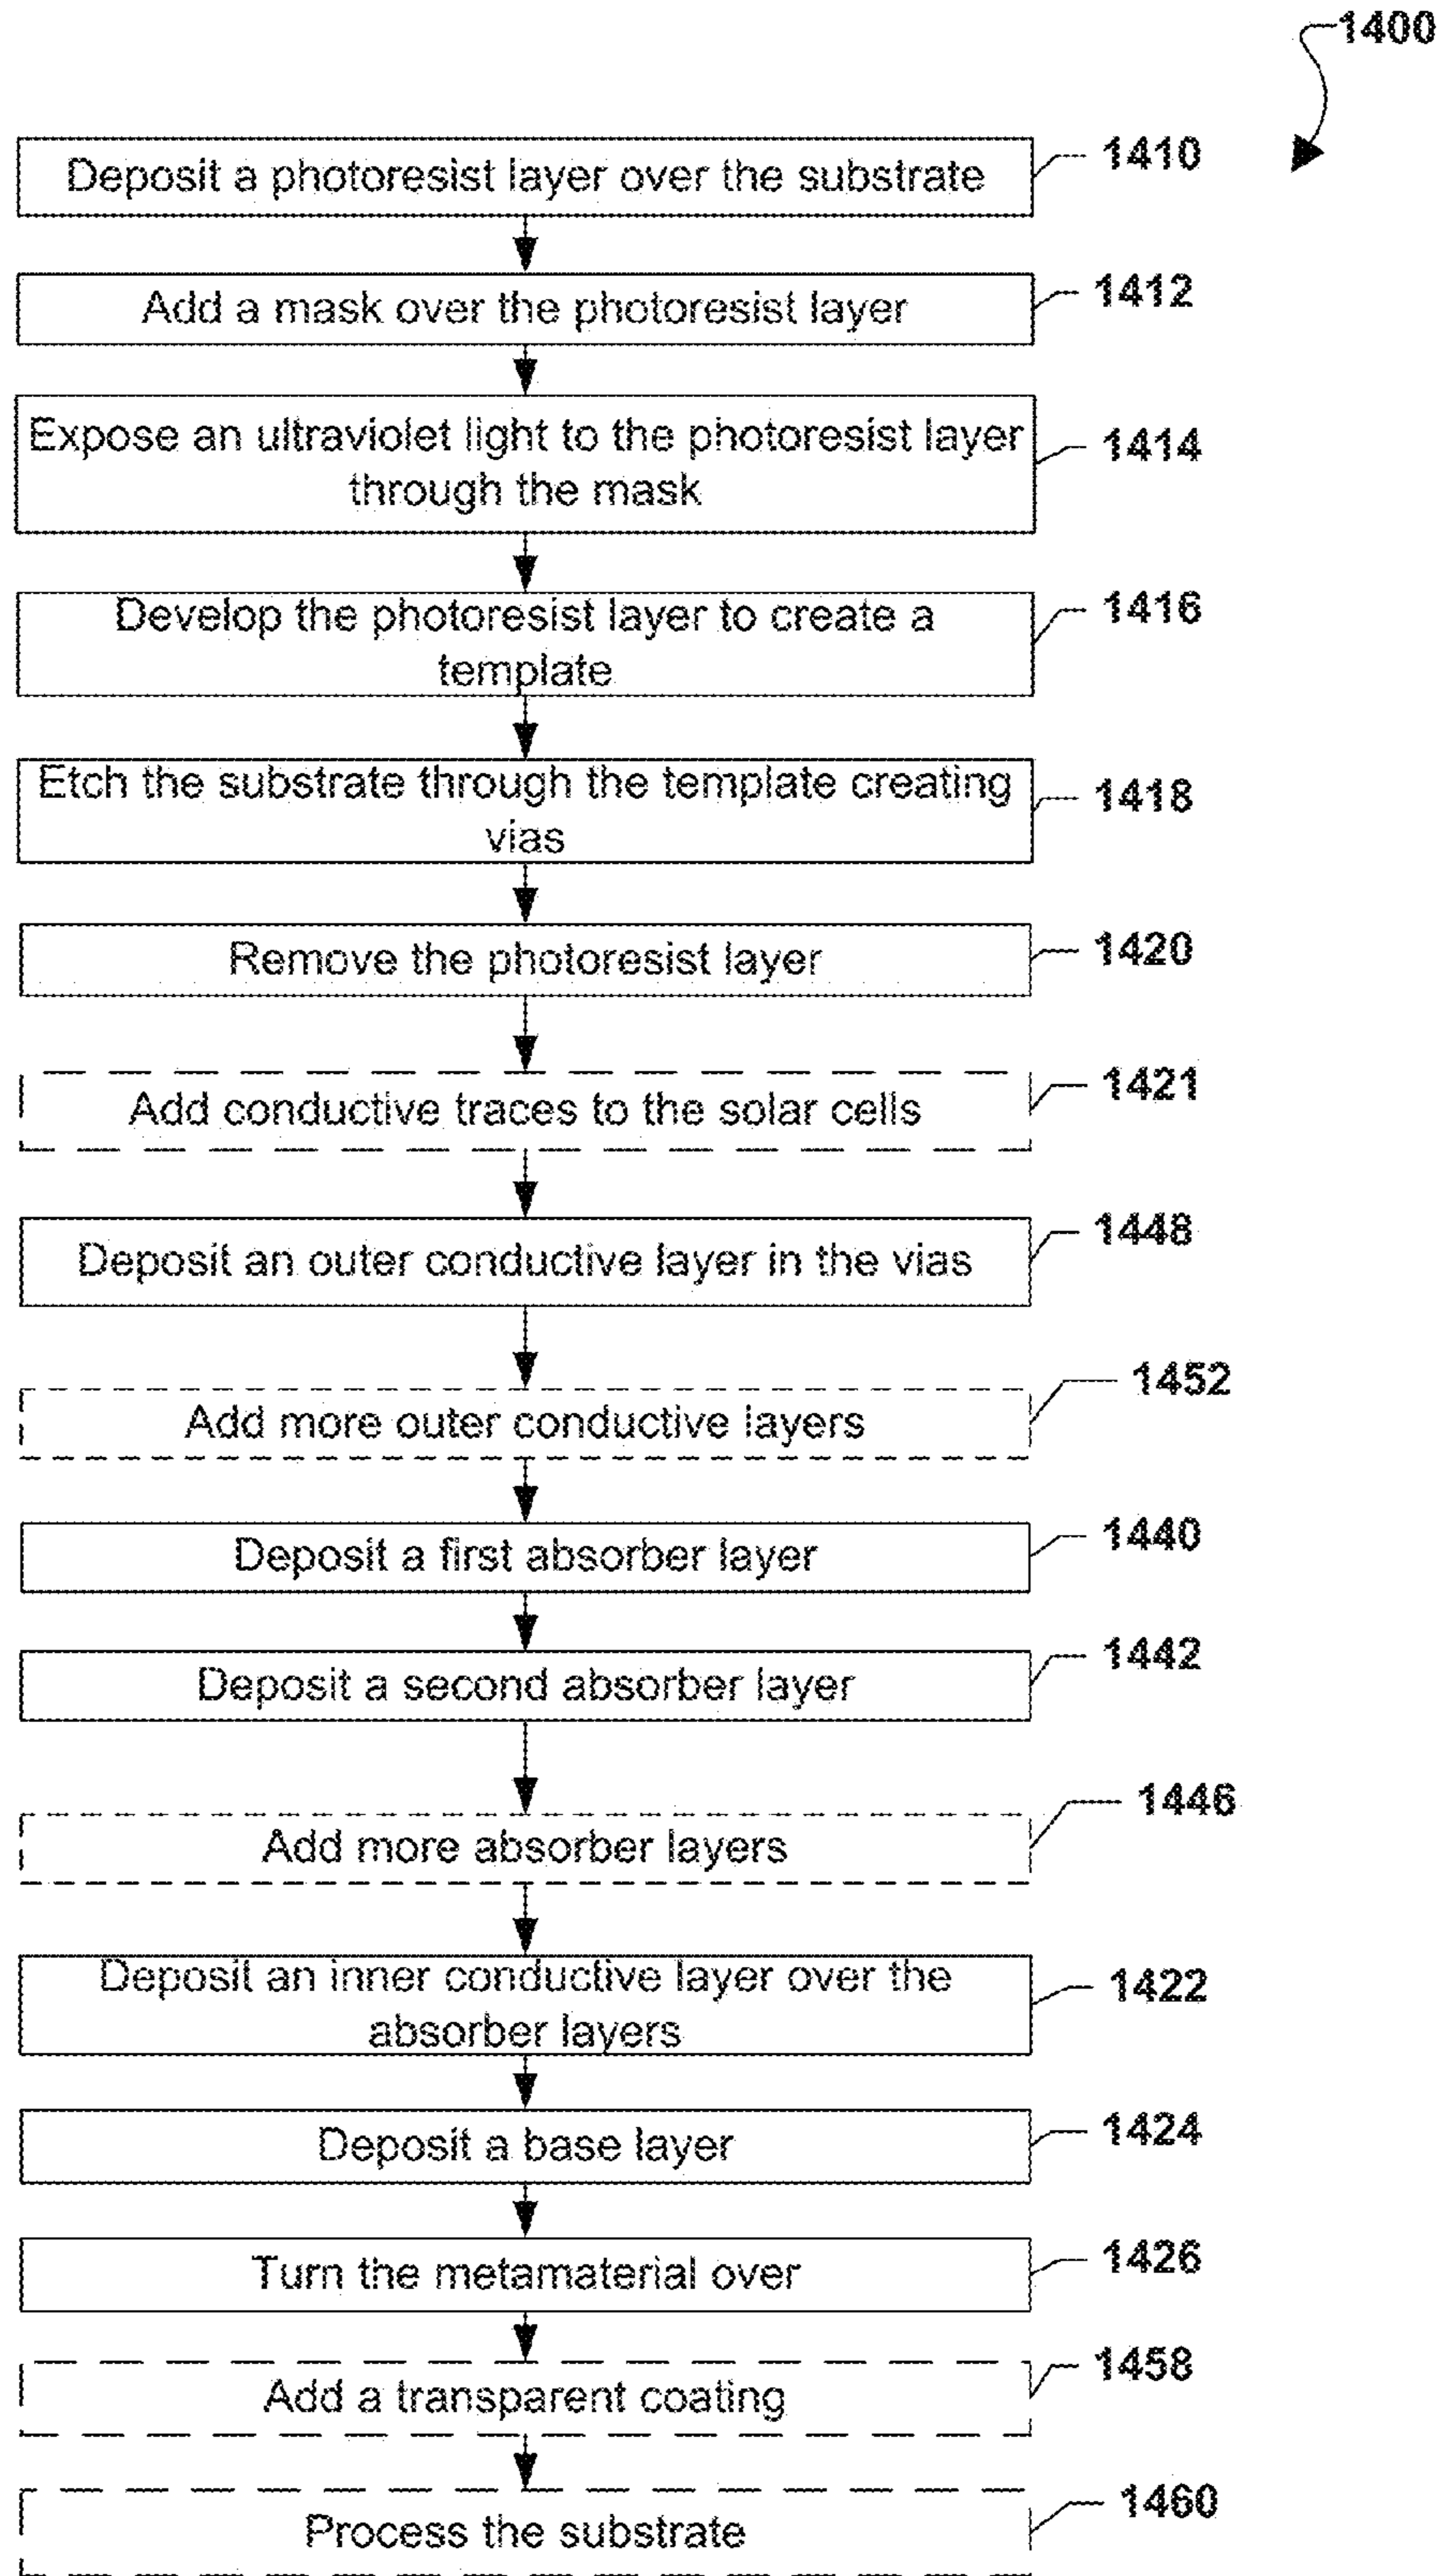 1400
Deposit a photoresist layer over the substrate
1410
Add a mask over the photoresist layer
1412
Expose an ultraviolet light to the photoresist layer
through the mask
1414
Develop the photoresist layer to create a
template
1416
Etch the substrate through the template creating
vias
1418
Remove the photoresist layer
1420
Add conductive traces to the solar cells
1421
Deposit an outer conductive layer in the vias
1448
Add more outer conductive layers
1452
Deposit a first absorber layer
1440
Deposit a second absorber layer
1442
Add more absorber layers
1446
Deposit an inner conductive layer over the
absorber layers
1422
Deposit a base layer
1424
Turn the metamaterial over
1426
Add a transparent coating
1458
Process the substrate
1460